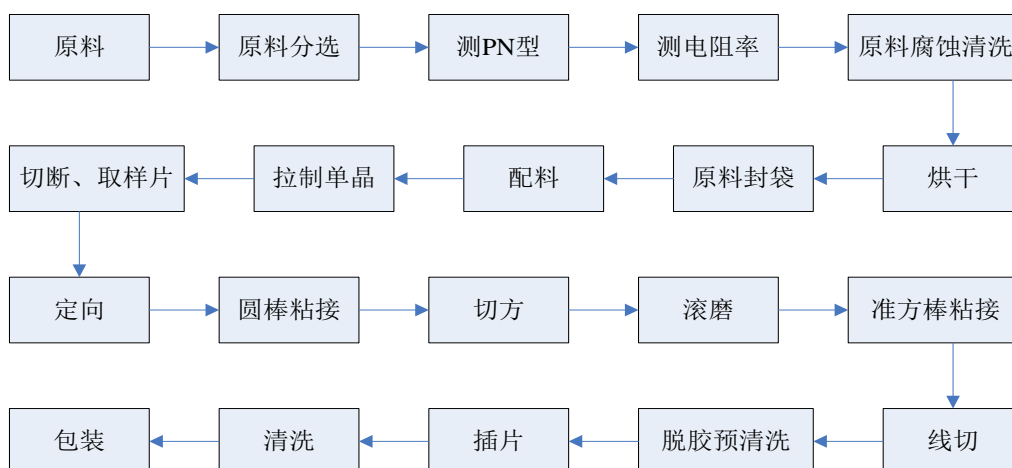 原料
原料分选
测PN型
测电阻率
原料腐蚀清洗
烘干
原料封袋
配料
拉制单晶
切断、取样片
定向
圆棒粘接
切方
滚磨
准方棒粘接
线切
脱胶预清洗
插片
清洗
包装